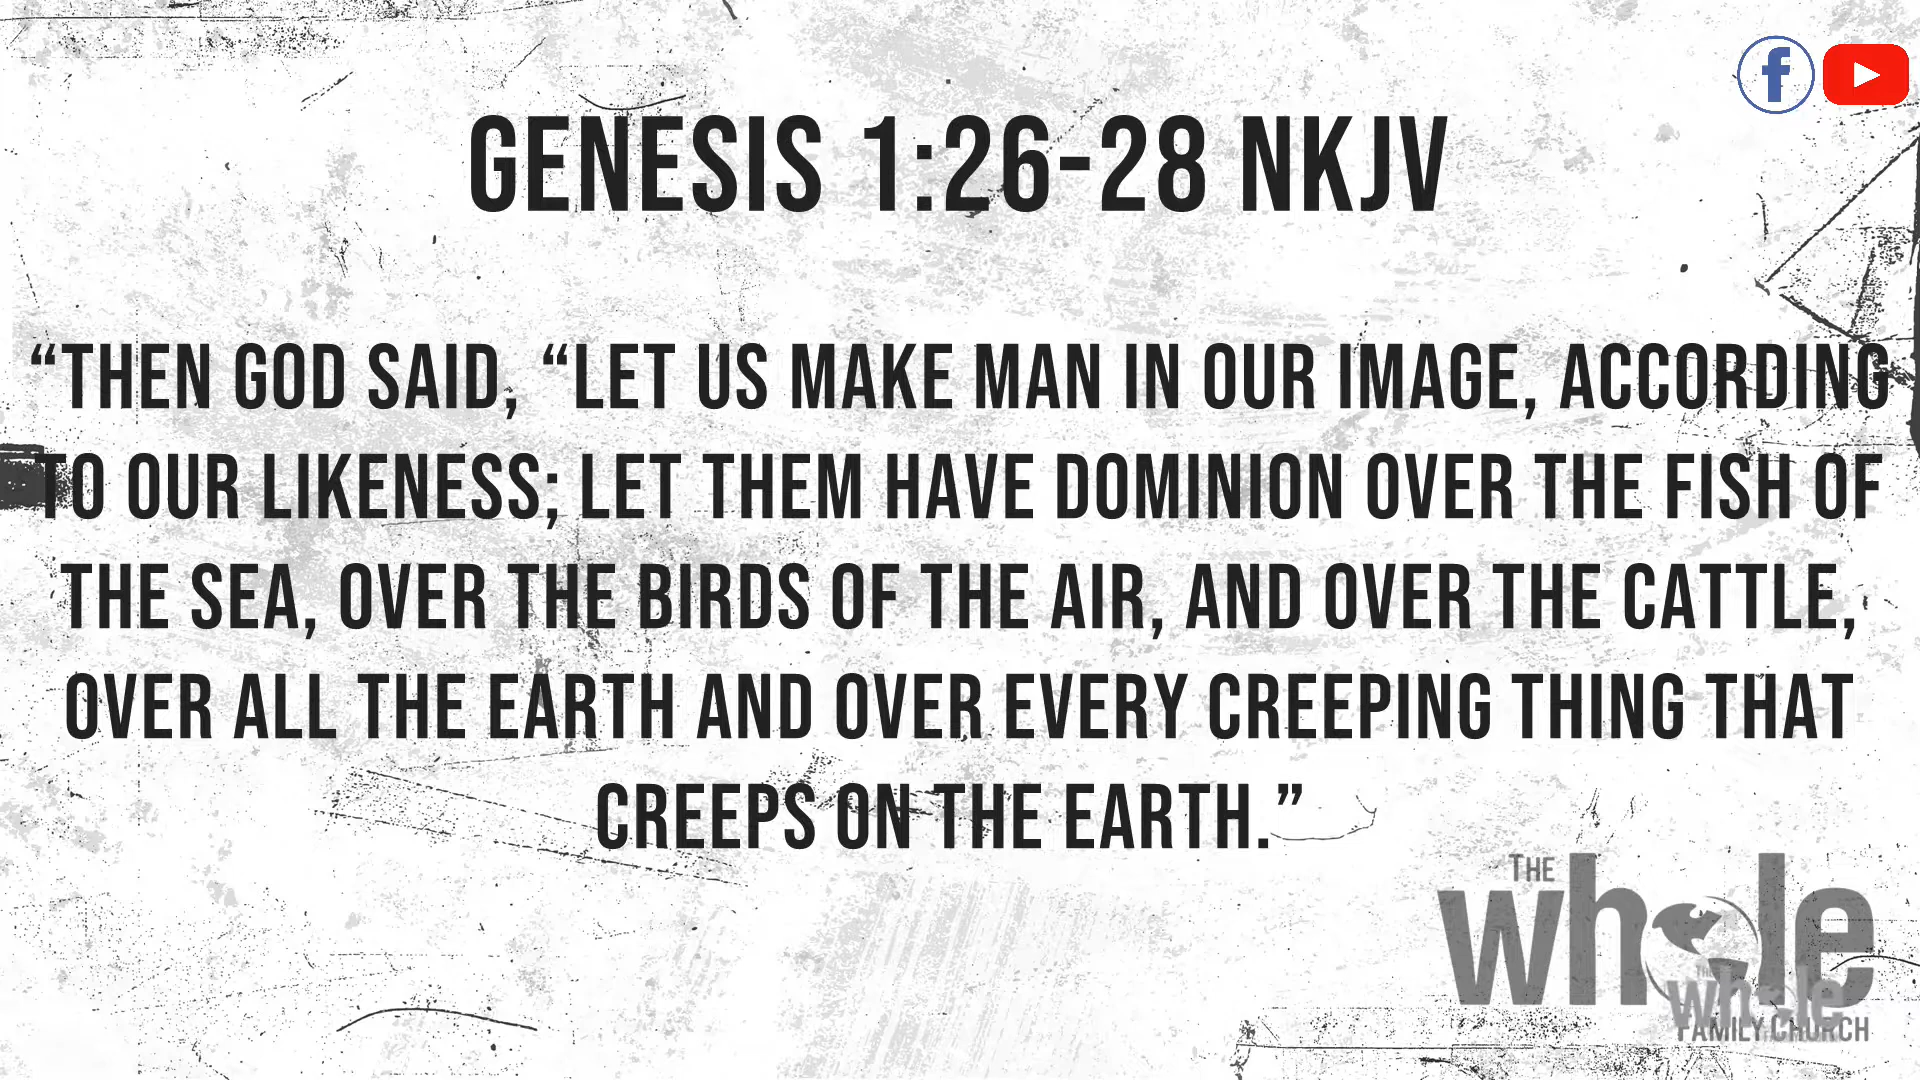 GENESIS 1:26-28 NKJV
“THEN GOD SAID, “LET US MAKE MAN IN OUR IMAGE, ACCORDING
TO OUR LIKENESS; LET THEM HAVE DOMINION OVER THE FISH OF
THE SEA, OVER THE BIRDS OF THE AIR, AND OVER THE CATTLE,
OVER ALL THE EARTH AND OVER EVERY CREEPING THING THAT
CREEPS ON THE EARTH.”
THE
whole
THE
whole
FAMILY CHURCH